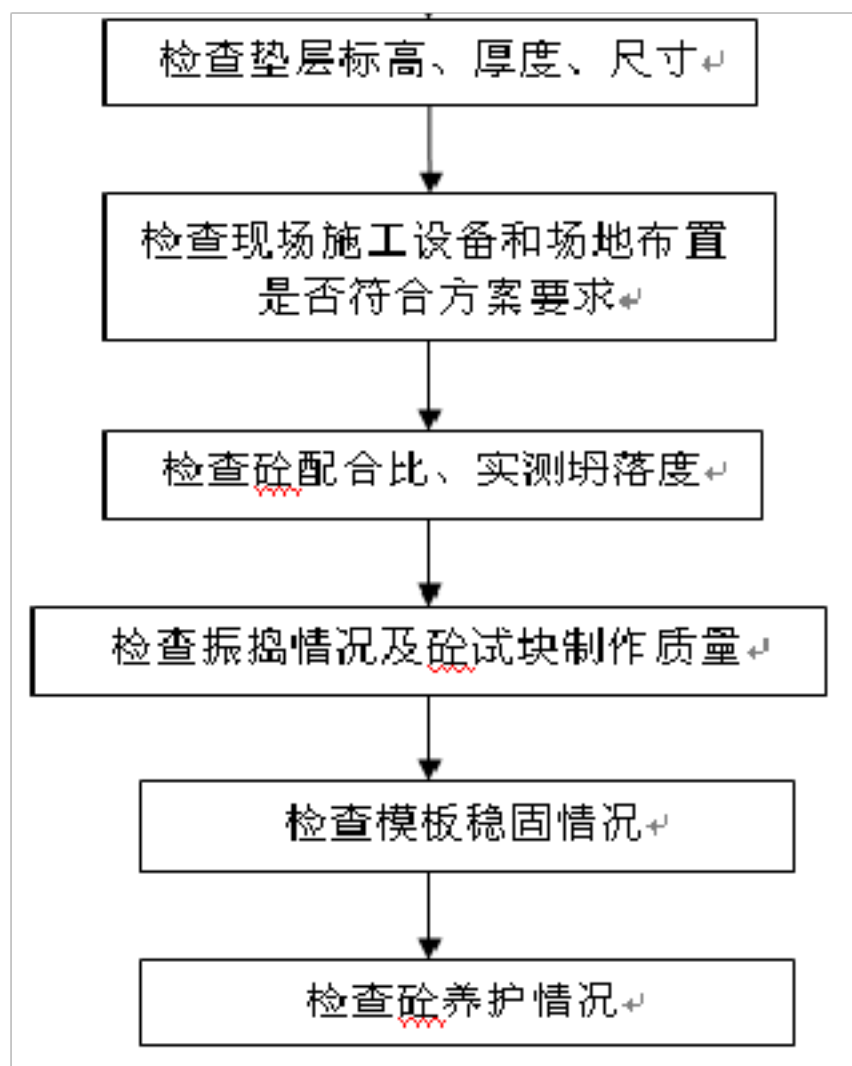 检查垫层标高、厚度、尺寸
检查现场施工设备和场地布置
是否符合方案要求
检查砼配合比、实测坍落度
检查振捣情况及砼试块制作质量
检查模板稳固情况
检查砼养护情况